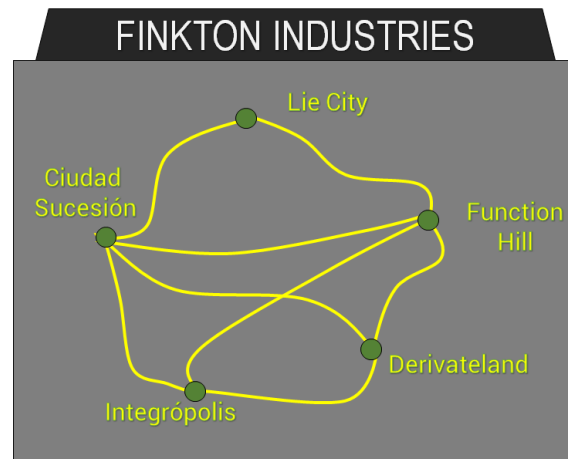 FINKTON INDUSTRIES
Lie City
Ciudad
Sucesión
Function
Hill
Derivateland
Integrópolis